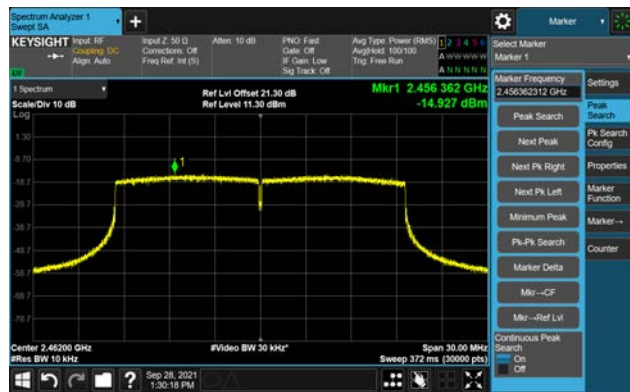 Spectrum Analyzer 1
Swept SA
Marker
KEYSIGHT
Input: RF
Coupling: DC
Align: Auto
Input Z: 50 Ω
Corrections: Off
Freq Ref: Int (S)
Atten: 10 dB
PNO: Fast
Gate: Off
IF Gain: Low
Sig Track: Off
Avg Type: Power (RMS)
Avg|Hold: 100/100
Trig: Free Run
1 2 3 4 5 6
A W W W W W
A N N N N N
Select Marker
Marker 1
1 Spectrum
Scale/Div 10 dB
Log
Ref Lvl Offset 21.30 dB
Ref Level 11.30 dBm
Mkr1 2.456 362 GHz
-14.927 dBm
1.30
-8.70
-18.7
-28.7
-38.7
-48.7
-58.7
-68.7
-78.7
1
Center 2.46200 GHz
#Res BW 10 kHz
#Video BW 30 kHz*
Span 30.00 MHz
Sweep 372 ms (30000 pts)
Marker Frequency
2.456362312 GHz
Peak Search
Next Peak
Next Pk Right
Next Pk Left
Minimum Peak
Pk-Pk Search
Marker Delta
Mkr→CF
Mkr→Ref Lvl
Continuous Peak
Search
On
Off
Settings
Peak
Search
Pk Search
Config
Properties
Marker
Function
Marker→
Counter
Sep 28, 2021
1:30:18 PM